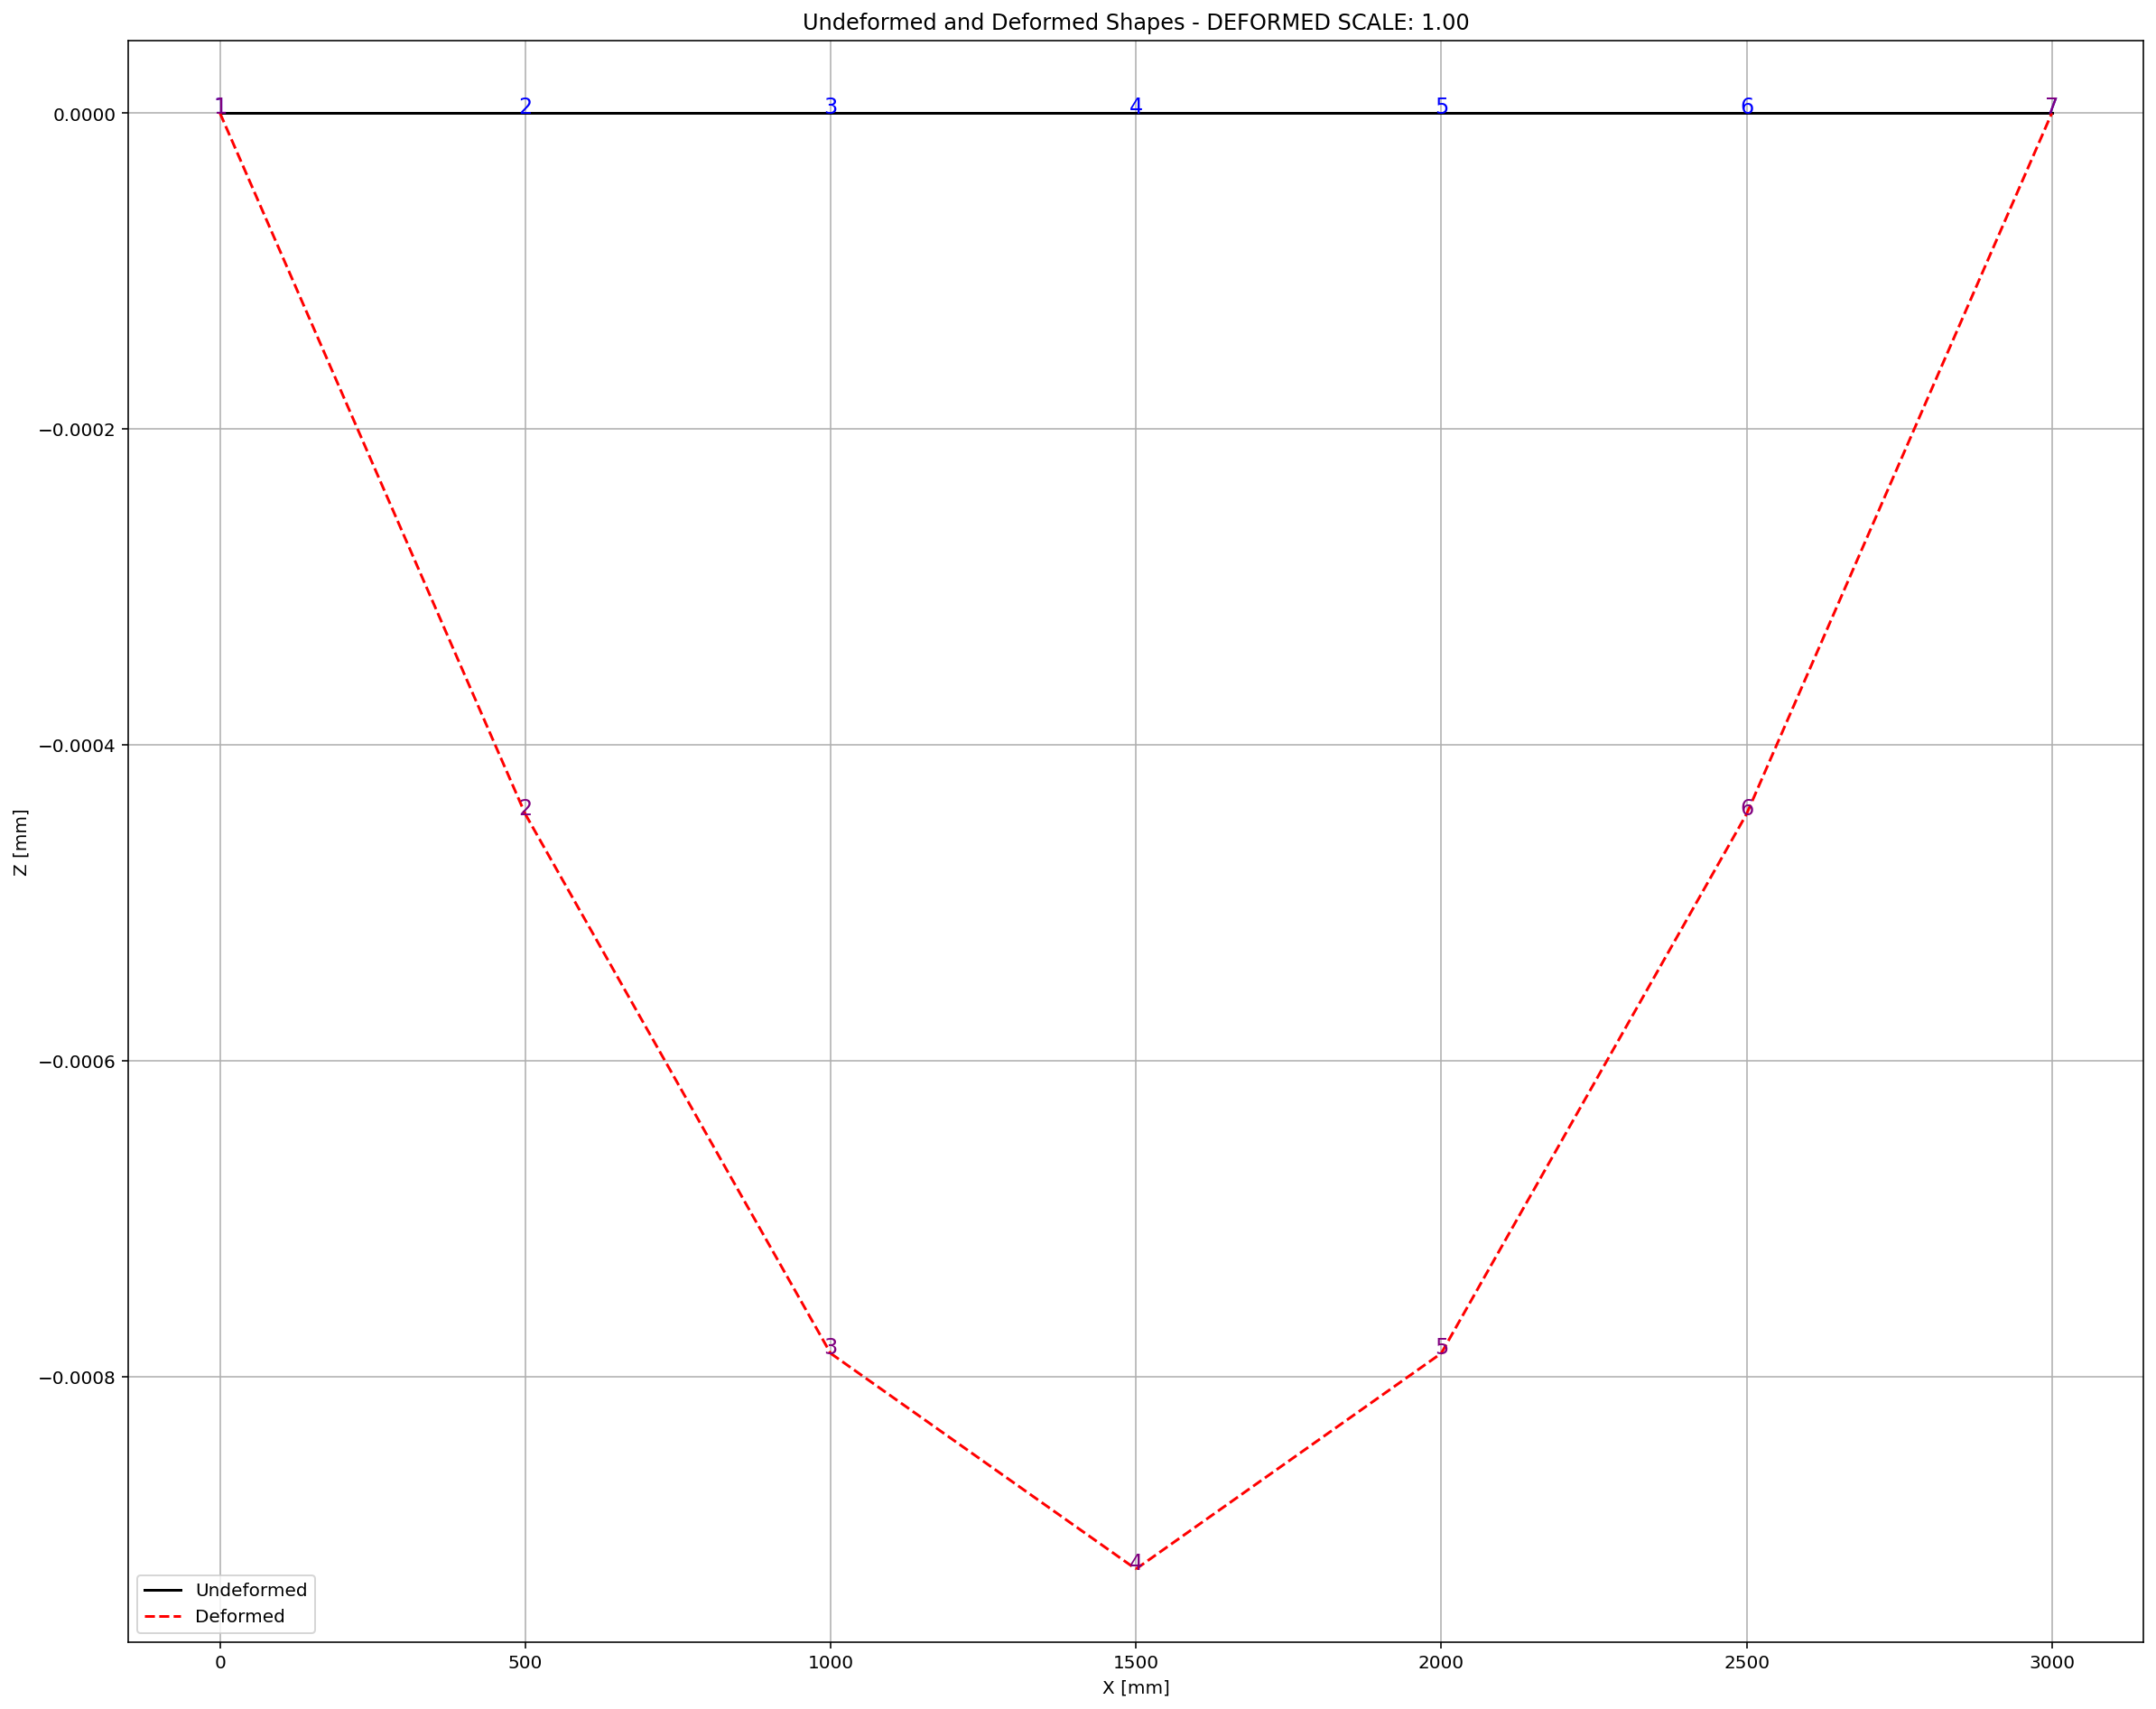 Undeformed and Deformed Shapes - DEFORMED SCALE: 1.00
0.0000
1 2 3 4 5 6 7
−0.0002
−0.0004
2 6
−0.0006
3 5
−0.0008
4
Z [mm]
Undeformed
Deformed
0 500 1000 1500 2000 2500 3000
X [mm]